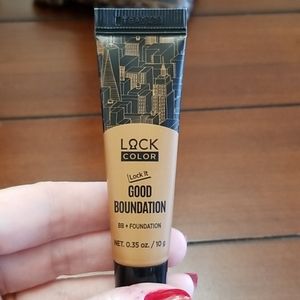 LOCK
COLOR
Lock It
GOOD
BOUNDATION
BB + FOUNDATION
NET. 0.35 oz. / 10 g